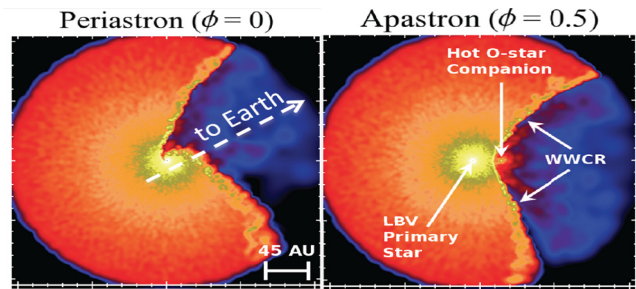 Periastron (ϕ = 0)
Apastron (ϕ = 0.5)
to Earth
45 AU
Hot O-star
Companion
WWCR
LBV
Primary
Star